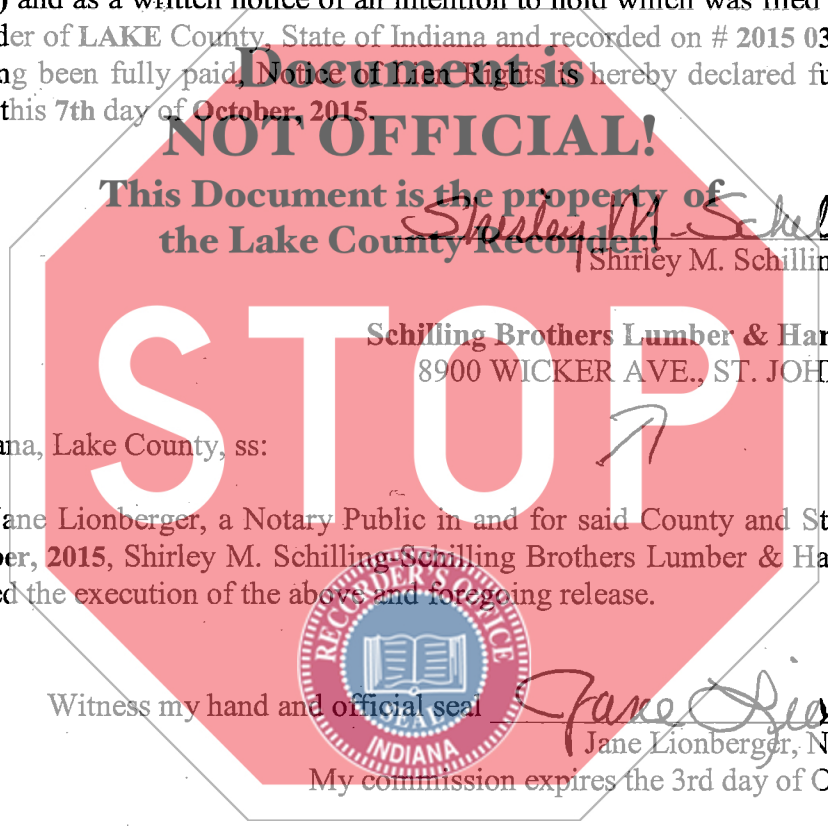 ) and as a written notice of an intention to hold which was filed
der of LAKE County, State of Indiana and recorded on # 2015 03
ng been fully paid, Notice of Lien Rights is hereby declared fu
this 7th day of October, 2015.
Document is
NOT OFFICIAL!
This Document is the property of
the Lake County Recorder!
Shirley M. Schil
Shirley M. Schillin
Schilling Brothers Lumber & Har
8900 WICKER AVE., ST. JOH
STOP
ana, Lake County, ss:
Jane Lionberger, a Notary Public in and for said County and St
er, 2015, Shirley M. Schilling-Schilling Brothers Lumber & Ha
ed the execution of the above and foregoing release.
RECORDER'S OFFICE
SEAL
INDIANA
Witness my hand and official seal Jane Lio
Jane Lionberger, N
My commission expires the 3rd day of O